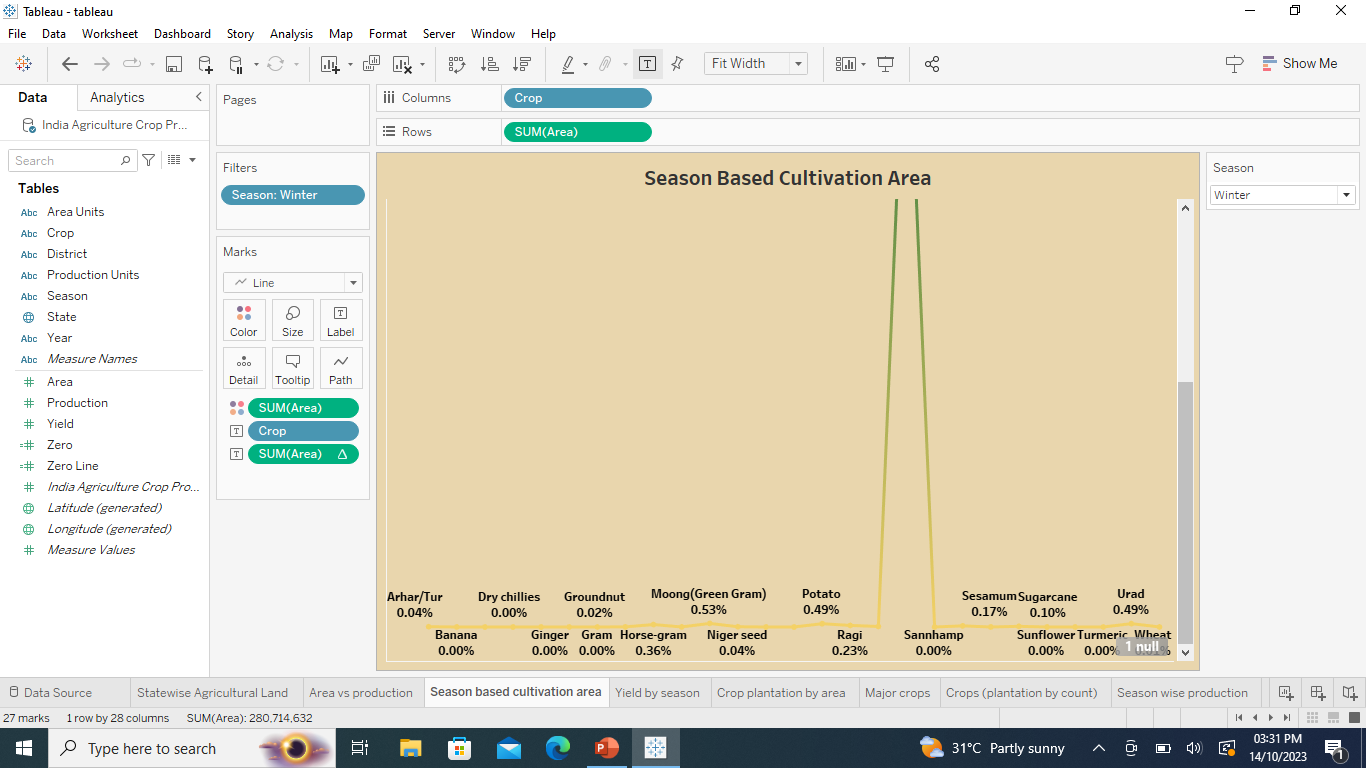 Tableau - tableau
File Data Worksheet Dashboard Story Analysis Map Format Server Window Help
Fit Width
Show Me
Data Analytics
India Agriculture Crop Pr...
Search
Tables
Abc Area Units
Abc Crop
Abc District
Abc Production Units
Abc Season
State
Abc Year
Abc Measure Names
Area
Production
Yield
Zero
Zero Line
India Agriculture Crop Pro...
Latitude (generated)
Longitude (generated)
Measure Values
Pages
Filters
Season: Winter
Marks
Line
Color Size Label
Detail Tooltip Path
SUM(Area)
Crop
SUM(Area) Δ
Columns Crop
Rows SUM(Area)
Season Based Cultivation Area
Arhar/Tur Dry chillies Groundnut Moong(Green Gram) Potato Sesamum Sugarcane Urad
0.04% 0.00% 0.02% 0.53% 0.49% 0.17% 0.10% 0.49%
Banana Ginger Gram Horse-gram Niger seed Ragi Sannhamp Sunflower Turmeric Wheat
0.00% 0.00% 0.00% 0.36% 0.04% 0.23% 0.00% 0.00% 0.00%
1 null
Season
Winter
Data Source Statewise Agricultural Land Area vs production Season based cultivation area Yield by season Crop plantation by area Major crops Crops (plantation by count) Season wise production
27 marks 1 row by 28 columns SUM(Area): 280,714,632
Type here to search
31°C Partly sunny
03:31 PM
14/10/2023
1